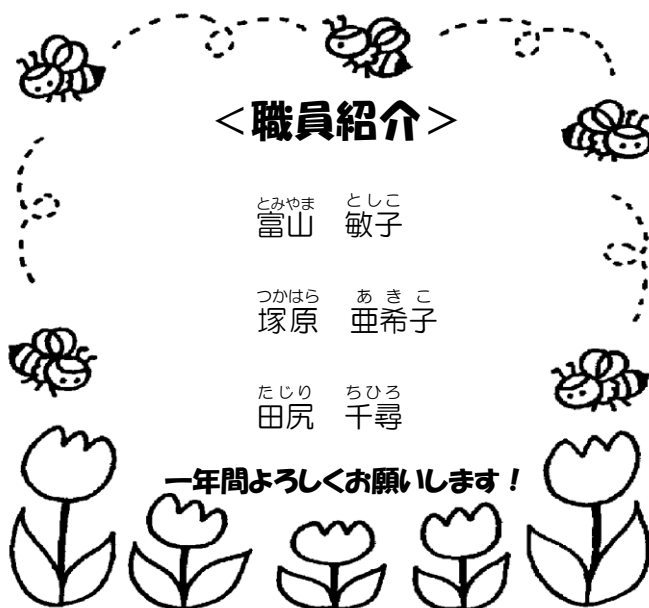 ＜職員紹介＞
とみやま　としこ
富山　敏子
つかはら　あきこ
塚原　亜希子
たじり　ちひろ
田尻　千尋
一年間よろしくお願いします！